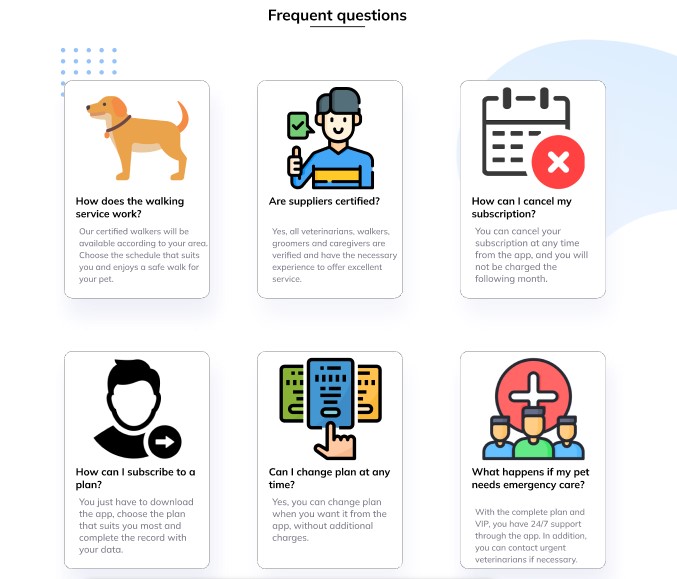 Frequent questions
How does the walking
service work?
Our certified walkers will be
available according to your area.
Choose the schedule that suits
you and enjoys a safe walk for
your pet.
Are suppliers certified?
Yes, all veterinarians, walkers,
groomers and caregivers are
verified and have the necessary
experience to offer excellent
service.
How can I cancel my
subscription?
You can cancel your
subscription at any time
from the app, and you will
not be charged the
following month.
How can I subscribe to a
plan?
You just have to download
the app, choose the plan
that suits you most and
complete the record with
your data.
Can I change plan at any
time?
Yes, you can change plan
when you want it from the
app, without additional
charges.
What happens if my pet
needs emergency care?
With the complete plan and
VIP, you have 24/7 support
through the app. In addition,
you can contact urgent
veterinarians if necessary.